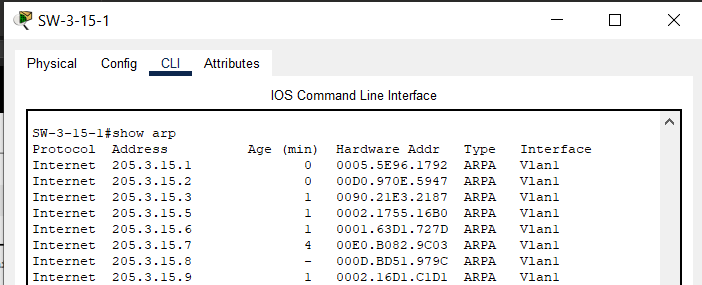 SW-3-15-1
Physical Config CLI Attributes
IOS Command Line Interface
SW-3-15-1#show arp
Protocol Address Age (min) Hardware Addr Type Interface
Internet 205.3.15.1 0 0005.5E96.1792 ARPA Vlan1
Internet 205.3.15.2 0 00D0.970E.5947 ARPA Vlan1
Internet 205.3.15.3 1 0090.21E3.2187 ARPA Vlan1
Internet 205.3.15.5 1 0002.1755.16B0 ARPA Vlan1
Internet 205.3.15.6 1 0001.63D1.727D ARPA Vlan1
Internet 205.3.15.7 4 00E0.B082.9C03 ARPA Vlan1
Internet 205.3.15.8 - 000D.BD51.979C ARPA Vlan1
Internet 205.3.15.9 1 0002.16D1.C1D1 ARPA Vlan1